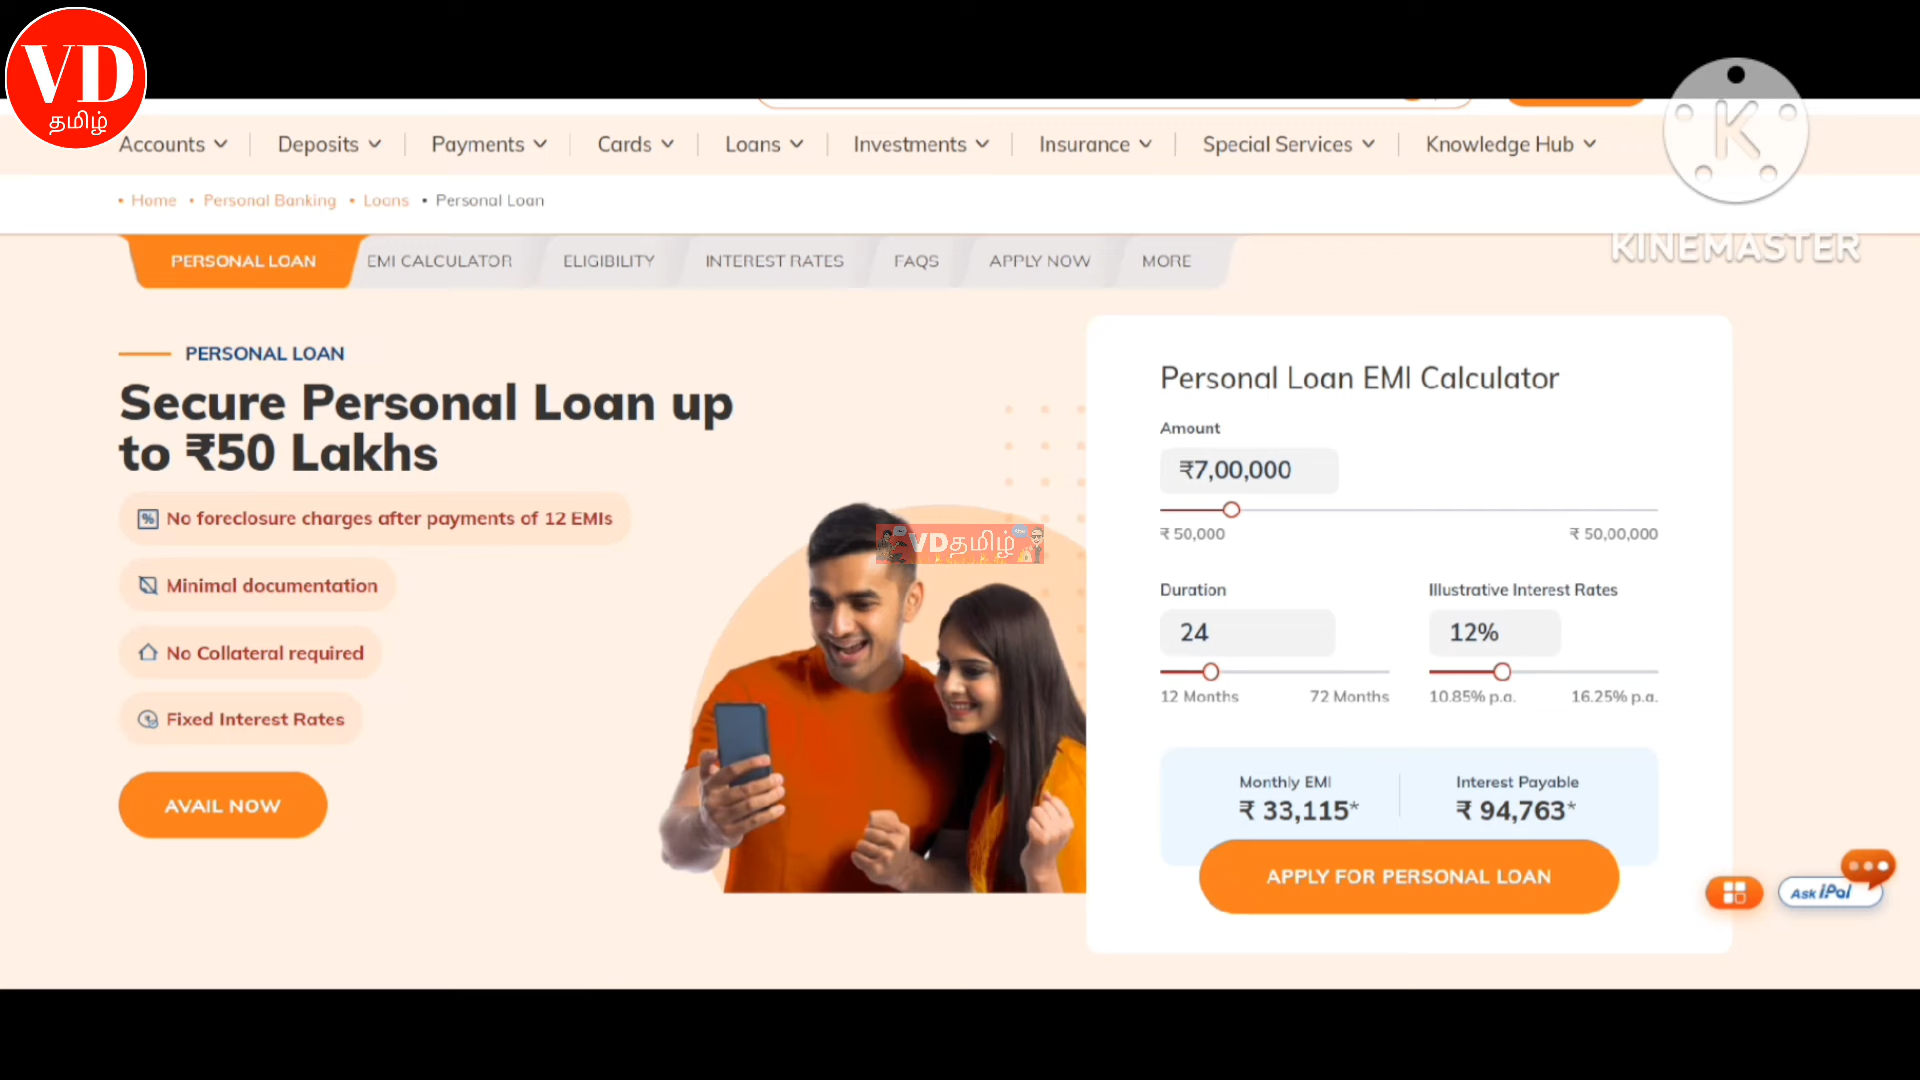 VD
தமிழ்
Accounts
Deposits
Payments
Cards
Loans
Investments
Insurance
Special Services
Knowledge Hub
K
KINEMASTER
• Home • Personal Banking • Loans • Personal Loan
PERSONAL LOAN
EMI CALCULATOR
ELIGIBILITY
INTEREST RATES
FAQS
APPLY NOW
MORE
PERSONAL LOAN
Secure Personal Loan up
to ₹50 Lakhs
No foreclosure charges after payments of 12 EMIs
Minimal documentation
No Collateral required
Fixed Interest Rates
AVAIL NOW
VDதமிழ்
Personal Loan EMI Calculator
Amount
₹7,00,000
₹ 50,000
₹ 50,00,000
Duration
24
12 Months
72 Months
Illustrative Interest Rates
12%
10.85% p.a.
16.25% p.a.
Monthly EMI
₹ 33,115*
Interest Payable
₹ 94,763*
APPLY FOR PERSONAL LOAN
Ask iPal